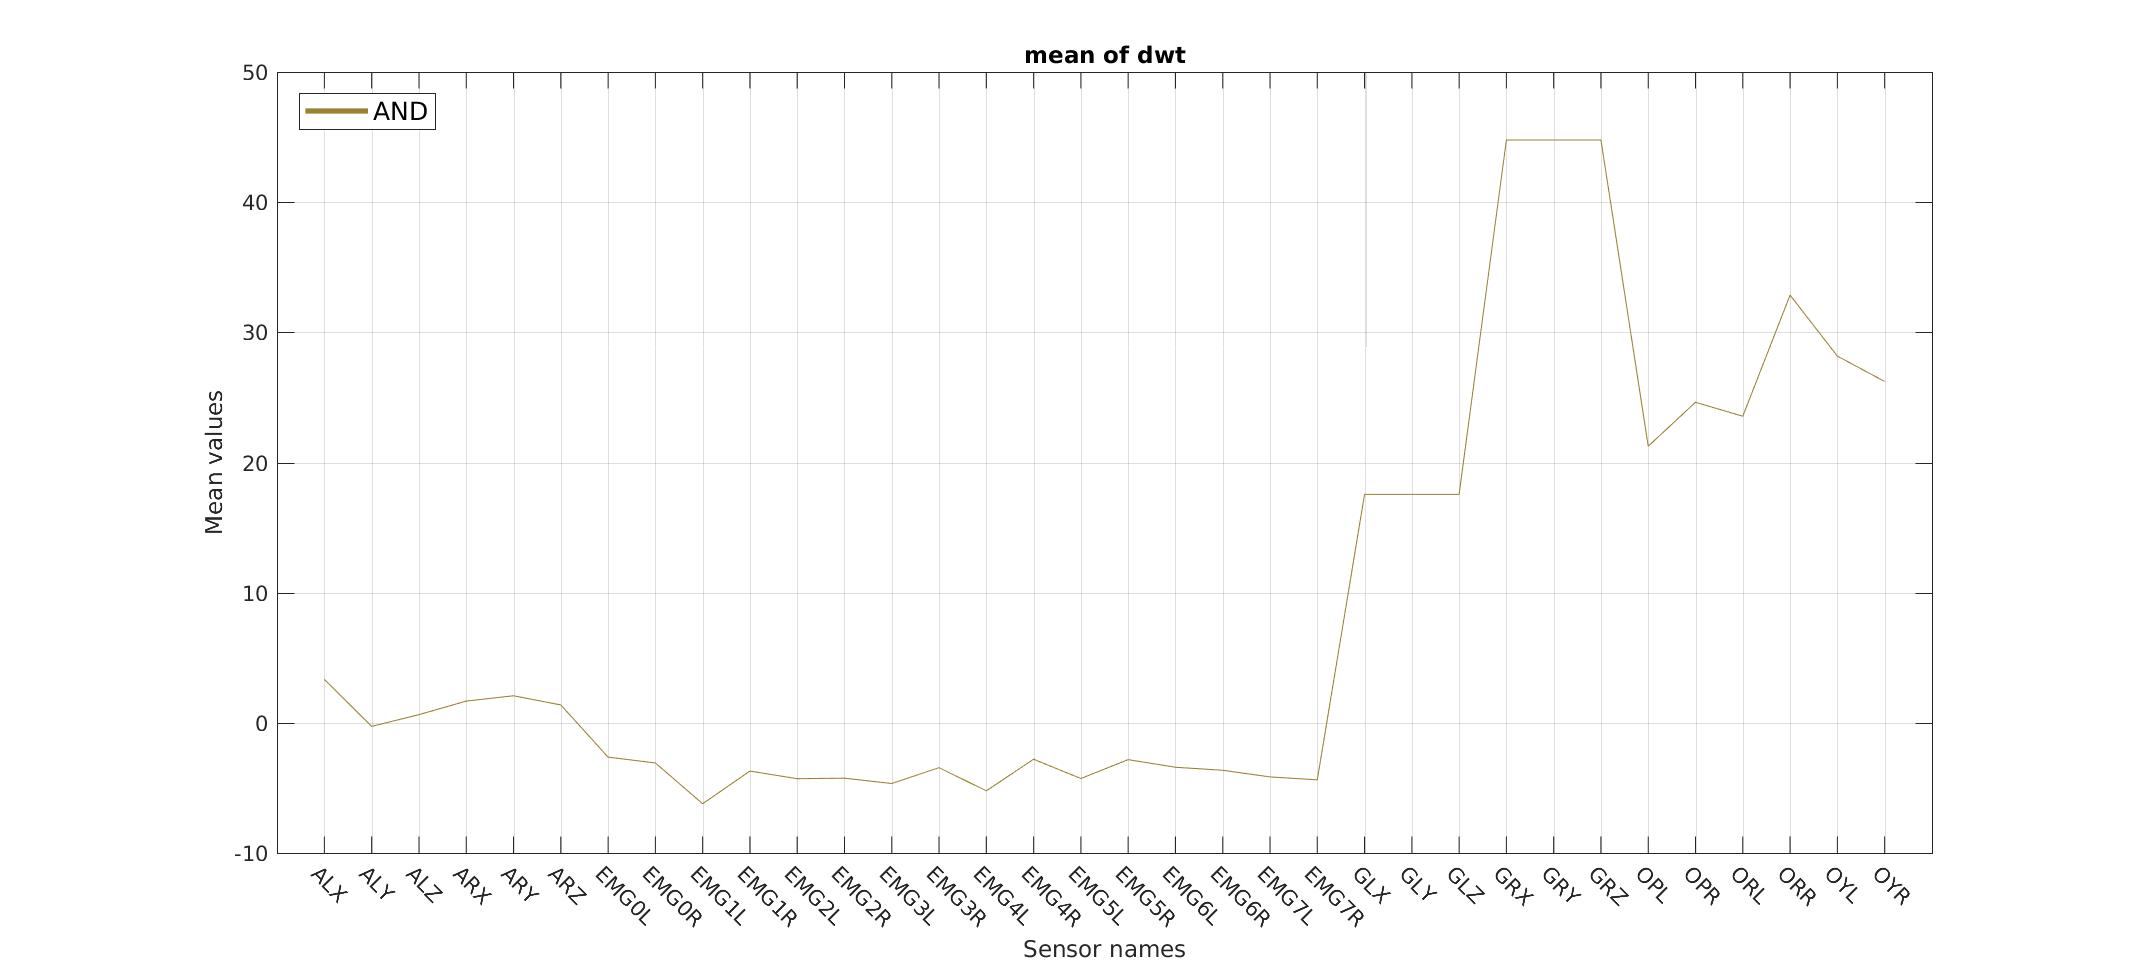 mean of dwt
AND
50
40
30
20
10
0
-10
Mean values
ALX
ALY
ALZ
ARX
ARY
ARZ
EMG0L
EMG0R
EMG1L
EMG1R
EMG2L
EMG2R
EMG3L
EMG3R
EMG4L
EMG4R
EMG5L
EMG5R
EMG6L
EMG6R
EMG7L
EMG7R
GLX
GLY
GLZ
GRX
GRY
GRZ
OPL
OPR
ORL
ORR
OYL
OYR
Sensor names